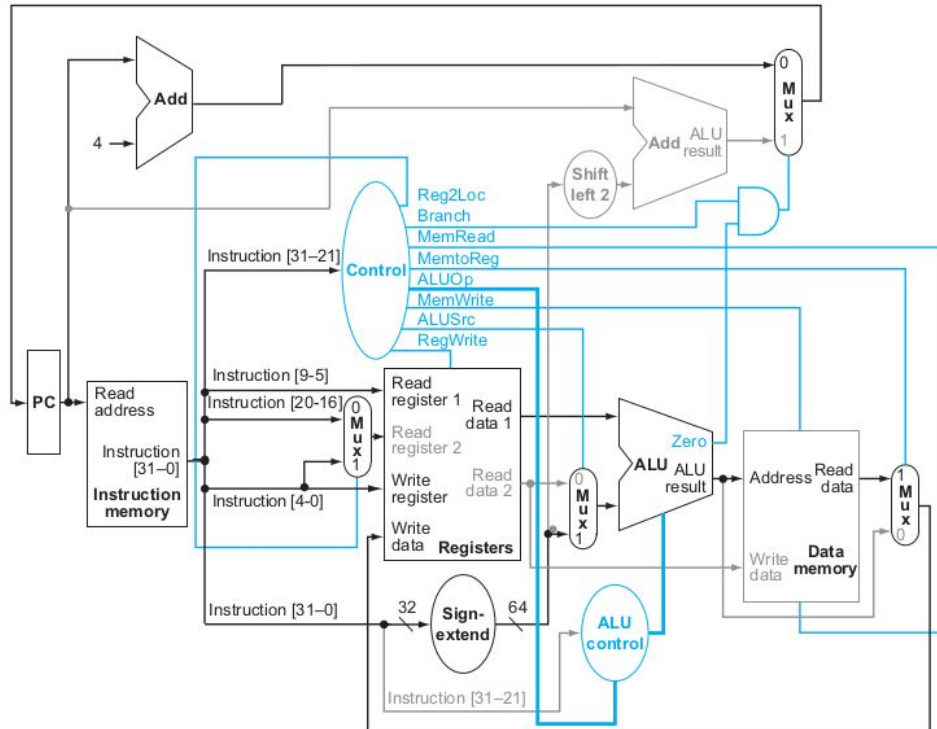 Add
4
0
Mux
1
Add
ALU
result
Shift
left 2
Reg2Loc
Branch
MemRead
MemtoReg
ALUOp
MemWrite
ALUSrc
RegWrite
Instruction [31–21]
Control
PC
Read
address
Instruction
[31–0]
Instruction
memory
Instruction [9-5]
Instruction [20-16]
0
Mux
1
Instruction [4-0]
Read
register 1
Read
register 2
Write
register
Write
data
Read
data 1
Read
data 2
Registers
0
Mux
1
Zero
ALU
ALU
result
Address
Read
data
Write
data
Data
memory
1
Mux
0
Instruction [31–0]
32
Sign-
extend
64
ALU
control
Instruction [31–21]